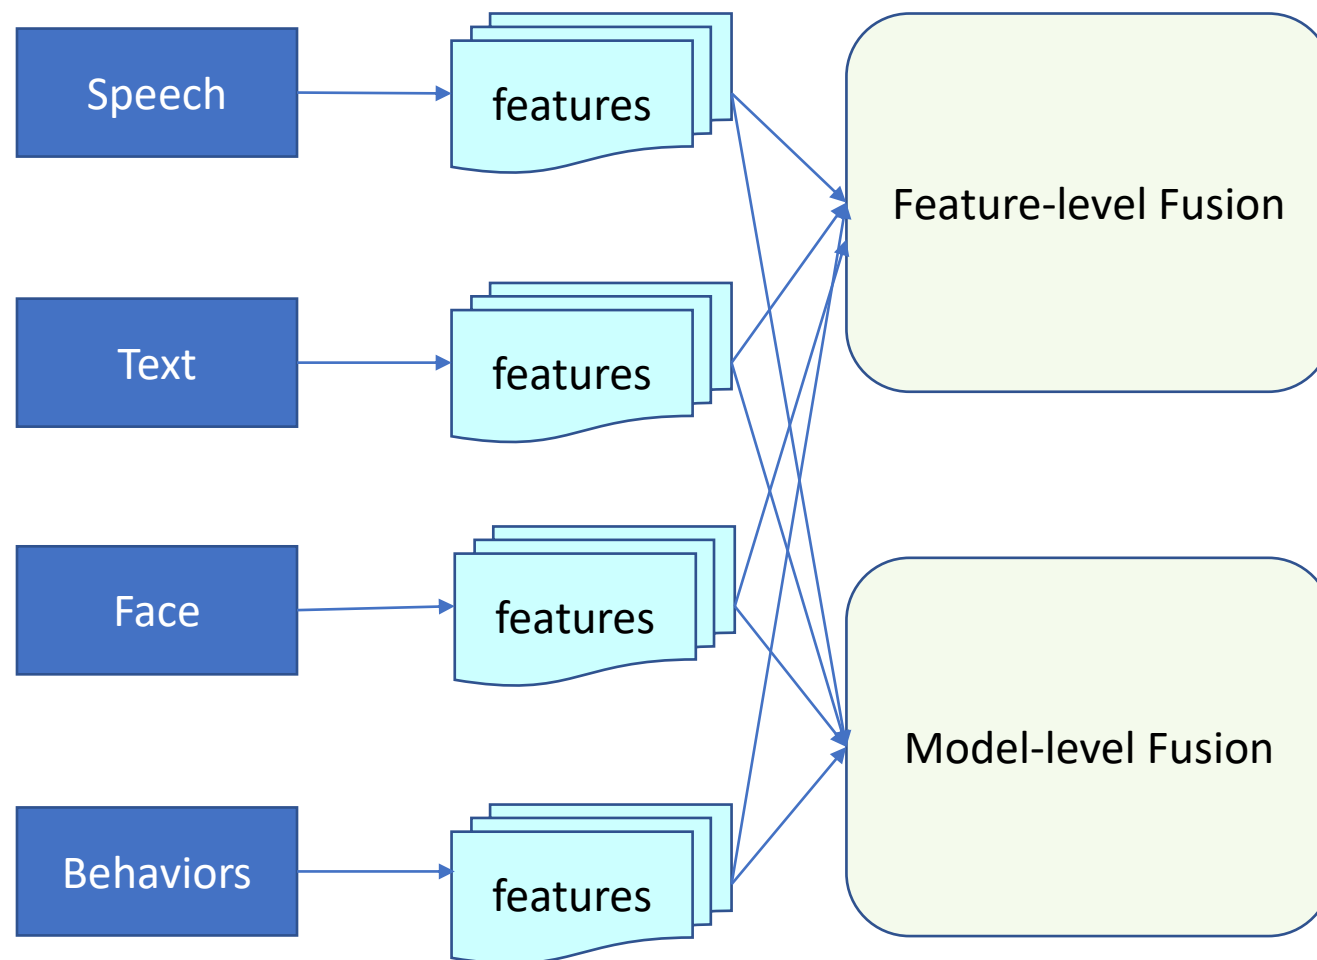 Speech
features
Feature-level Fusion
Text
features
Face
features
Model-level Fusion
Behaviors
features